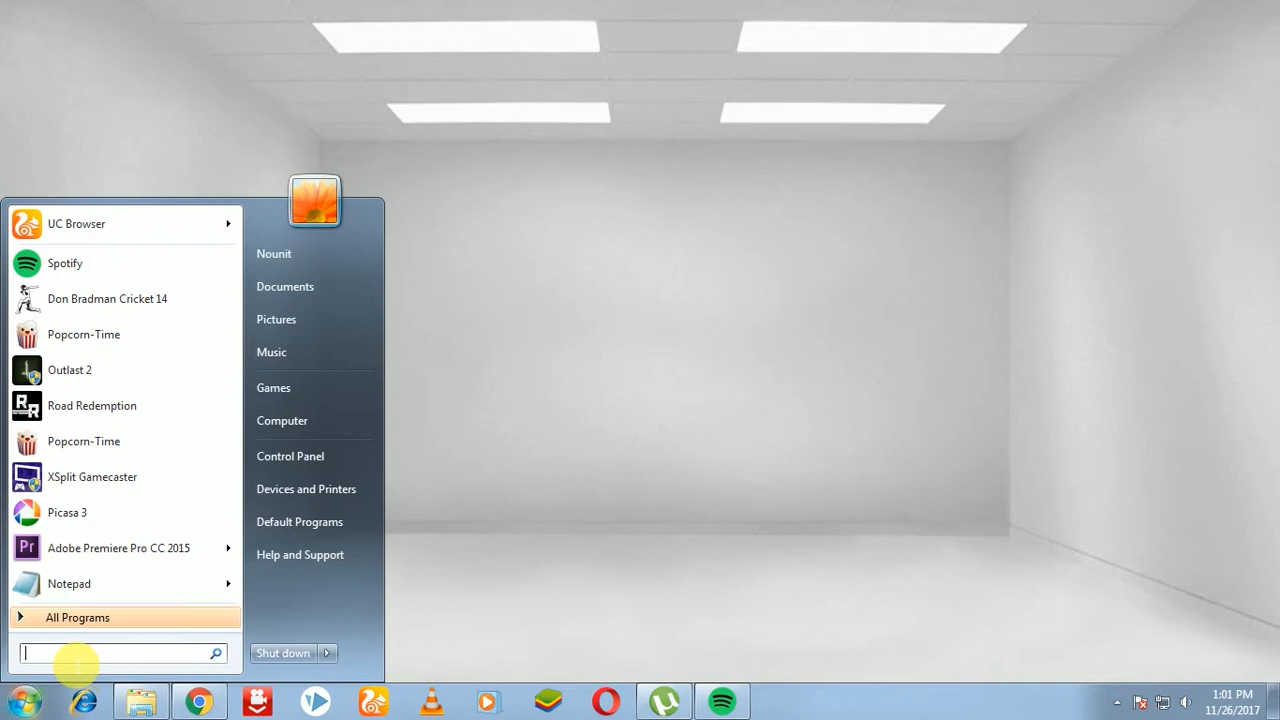 UC Browser
Spotify
Don Bradman Cricket 14
Popcorn-Time
Outlast 2
RR
Road Redemption
Popcorn-Time
XSplit Gamecaster
Picasa 3
Pr
Adobe Premiere Pro CC 2015
Notepad
All Programs
Nounit
Documents
Pictures
Music
Games
Computer
Control Panel
Devices and Printers
Default Programs
Help and Support
Shut down
1:01 PM
11/26/2017